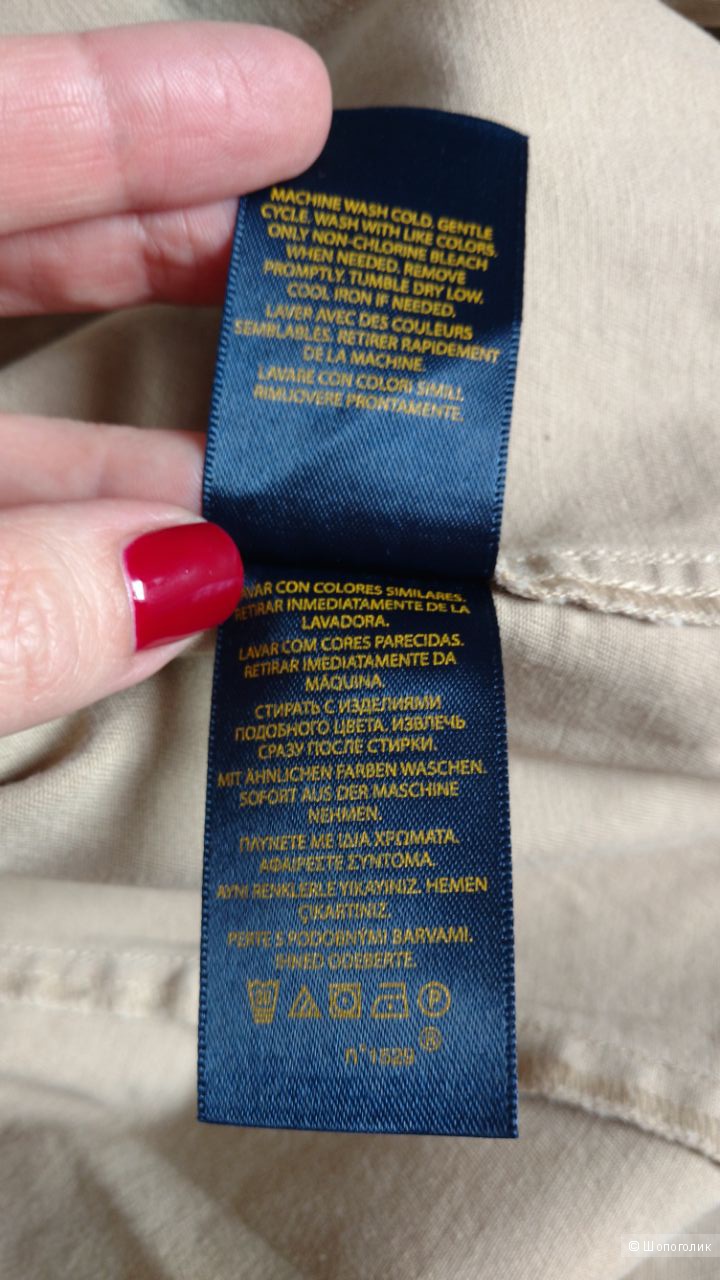 MACHINE WASH COLD. GENTLE
CYCLE. WASH WITH LIKE COLORS.
ONLY NON-CHLORINE BLEACH
WHEN NEEDED. REMOVE
PROMPTLY. TUMBLE DRY LOW.
COOL IRON IF NEEDED.
LAVER AVEC DES COULEURS
SEMBLABLES. RETIRER RAPIDEMENT
DE LA MACHINE.
LAVARE CON COLORI SIMILI.
RIMUOVERE PRONTAMENTE.
AVAR CON COLORES SIMILARES.
RETIRAR INMEDIATAMENTE DE LA
LAVADORA.
LAVAR COM CORES PARECIDAS.
RETIRAR IMEDIATAMENTE DA
MÁQUINA.
СТИРАТЬ С ИЗДЕЛИЯМИ
ПОДОБНОГО ЦВЕТА. ИЗВЛЕЧЬ
СРАЗУ ПОСЛЕ СТИРКИ.
MIT ÄHNLICHEN FARBEN WASCHEN.
SOFORT AUS DER MASCHINE
NEHMEN.
ΠΛΥΝΕΤΕ ΜΕ ΙΔΙΑ ΧΡΩΜΑΤΑ.
ΑΦΑΙΡΕΣΤΕ ΣΥΝΤΟΜΑ.
AYNI RENKLERLE YIKAYINIZ. HEMEN
ÇIKARTINIZ.
PERTE S PODOBNÝMI BARVAMI.
IHNED ODEBERTE.
30 P
n°1529 ®
© Шопоголик